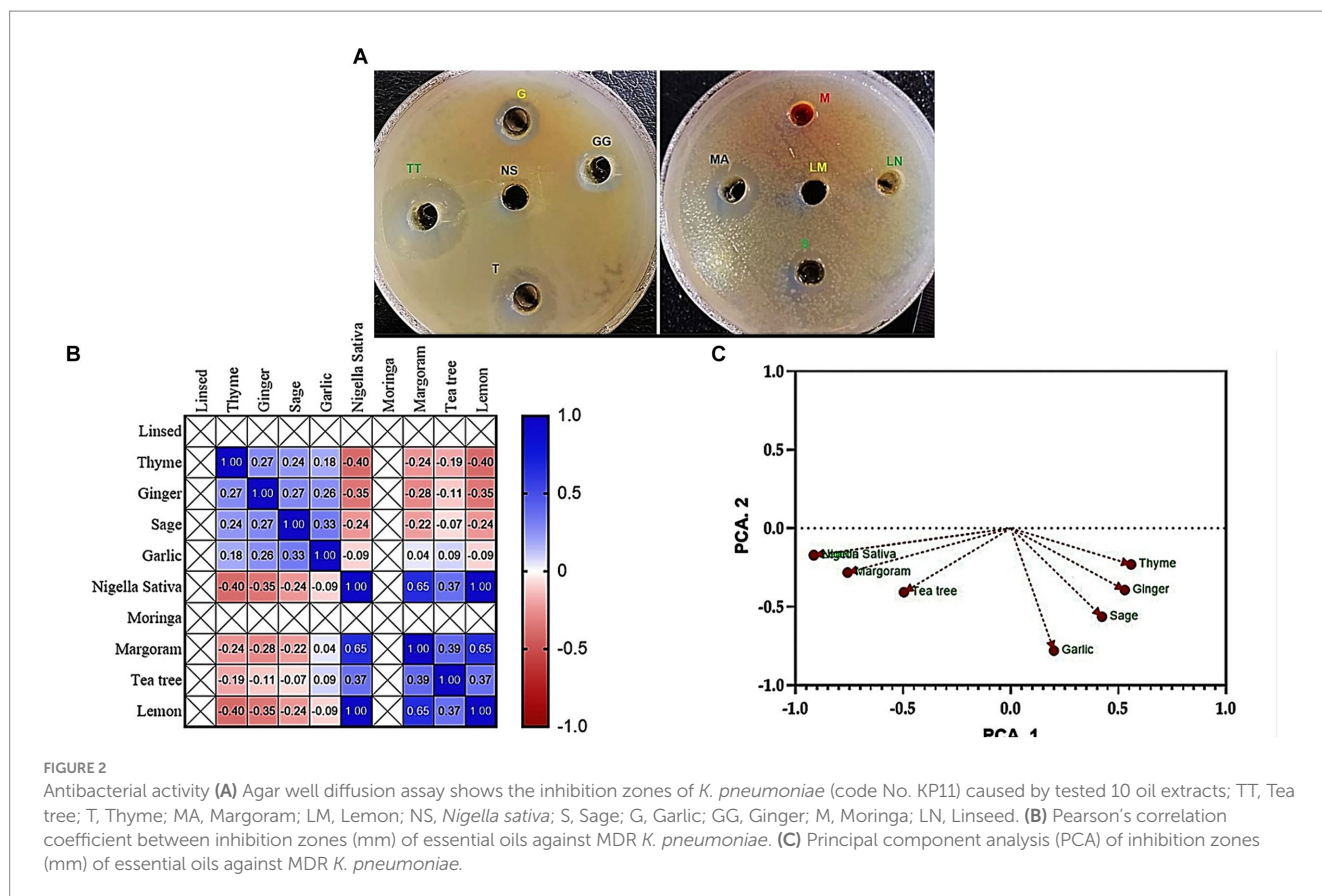 A
G
GG
TT
NS
T
M
MA
LM
LN
S
B
Linsed
Thyme
Ginger
Sage
Garlic
Nigella Sativa
Moringa
Margoram
Tea tree
Lemon
Linsed
Thyme 1.00 0.27 0.24 0.18 -0.40 -0.24 -0.19 -0.40
Ginger 0.27 1.00 0.27 0.26 -0.35 -0.28 -0.11 -0.35
Sage 0.24 0.27 1.00 0.33 -0.24 -0.22 -0.07 -0.24
Garlic 0.18 0.26 0.33 1.00 -0.09 0.04 0.09 -0.09
Nigella Sativa -0.40 -0.35 -0.24 -0.09 1.00 0.65 0.37 1.00
Moringa
Margoram -0.24 -0.28 -0.22 0.04 0.65 1.00 0.39 0.65
Tea tree -0.19 -0.11 -0.07 0.09 0.37 0.39 1.00 0.37
Lemon -0.40 -0.35 -0.24 -0.09 1.00 0.65 0.37 1.00
1.0
0.5
0
-0.5
-1.0
C
1.0
0.5
0.0
-0.5
-1.0
PCA. 2
Nigella Sativa
Margoram
Tea tree
Thyme
Ginger
Sage
Garlic
-1.0 -0.5 0.0 0.5 1.0
PCA. 1
FIGURE 2
Antibacterial activity (A) Agar well diffusion assay shows the inhibition zones of K. pneumoniae (code No. KP11) caused by tested 10 oil extracts; TT, Tea
tree; T, Thyme; MA, Margoram; LM, Lemon; NS, Nigella sativa; S, Sage; G, Garlic; GG, Ginger; M, Moringa; LN, Linseed. (B) Pearson’s correlation
coefficient between inhibition zones (mm) of essential oils against MDR K. pneumoniae. (C) Principal component analysis (PCA) of inhibition zones
(mm) of essential oils against MDR K. pneumoniae.